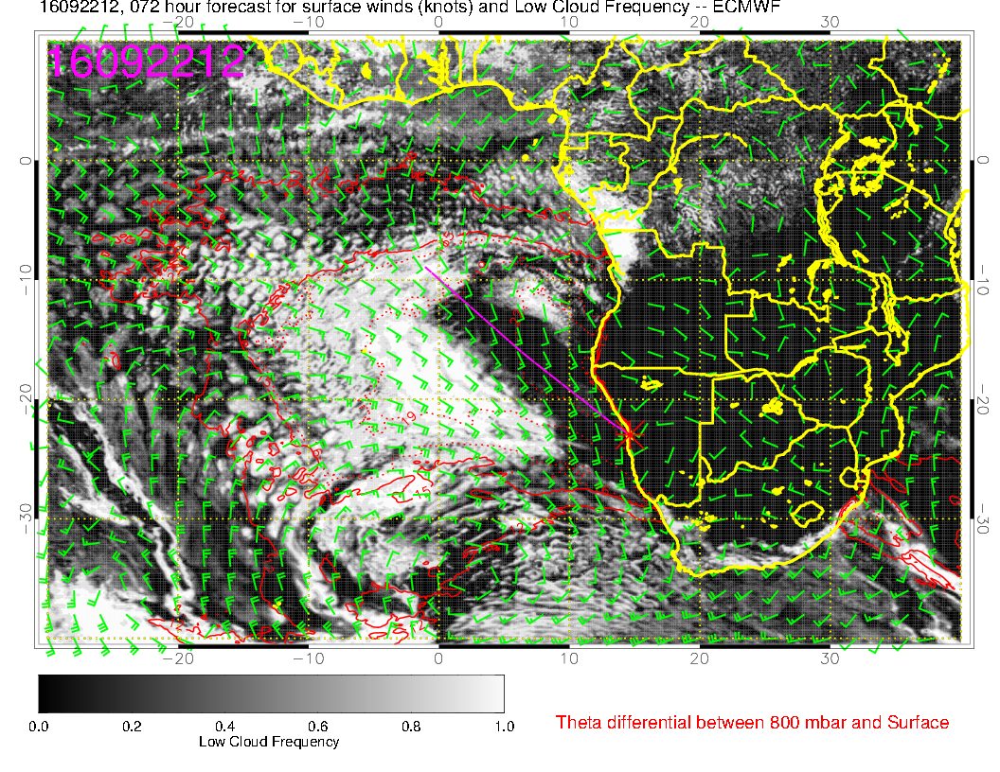 16092212, 072 hour forecast for surface winds (knots) and Low Cloud Frequency -- ECMWF
-20 -10 0 10 20 30
16092212
0 0
-10 -10
-20 -20
19
15
-30 -30
-20 -10 0 10 20 30
0.0 0.2 0.4 0.6 0.8 1.0
Low Cloud Frequency
Theta differential between 800 mbar and Surface